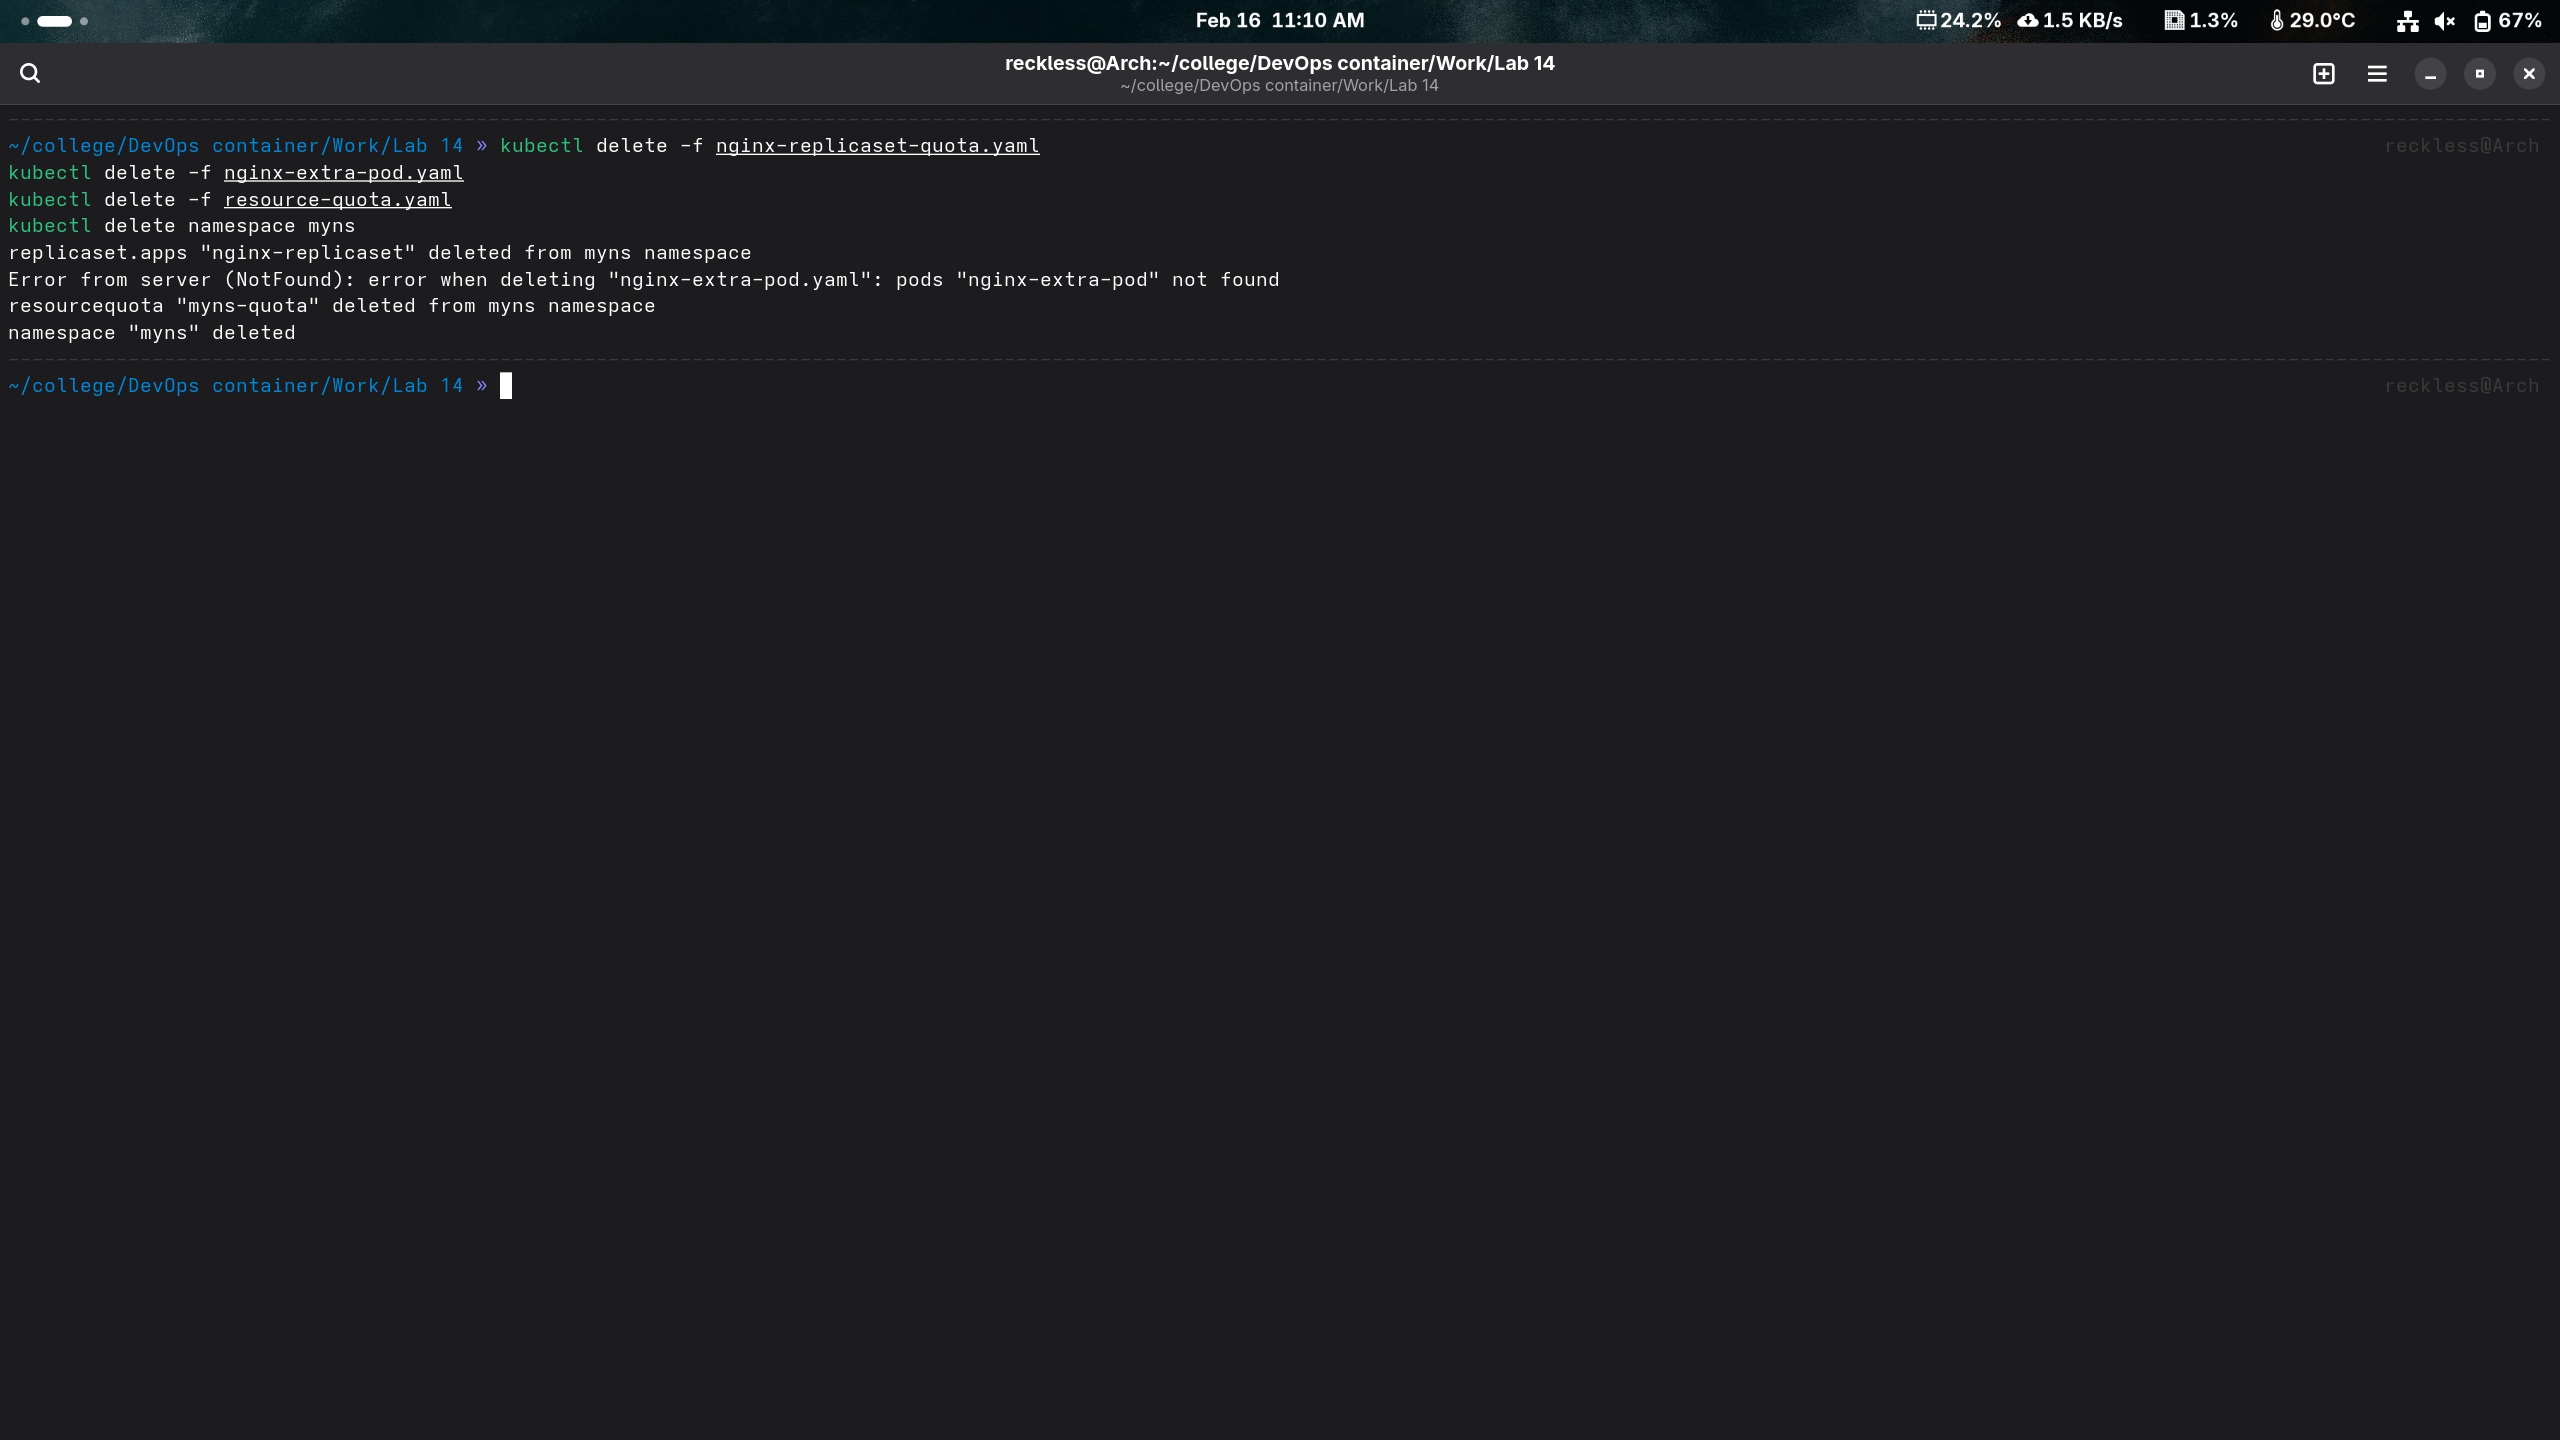 Feb 16 11:10 AM
24.2% 1.5 KB/s 1.3% 29.0°C 67%
reckless@Arch:~/college/DevOps container/Work/Lab 14
~/college/DevOps container/Work/Lab 14
~/college/DevOps container/Work/Lab 14 » kubectl delete -f nginx-replicaset-quota.yaml reckless@Arch
kubectl delete -f nginx-extra-pod.yaml
kubectl delete -f resource-quota.yaml
kubectl delete namespace myns
replicaset.apps "nginx-replicaset" deleted from myns namespace
Error from server (NotFound): error when deleting "nginx-extra-pod.yaml": pods "nginx-extra-pod" not found
resourcequota "myns-quota" deleted from myns namespace
namespace "myns" deleted
~/college/DevOps container/Work/Lab 14 » reckless@Arch